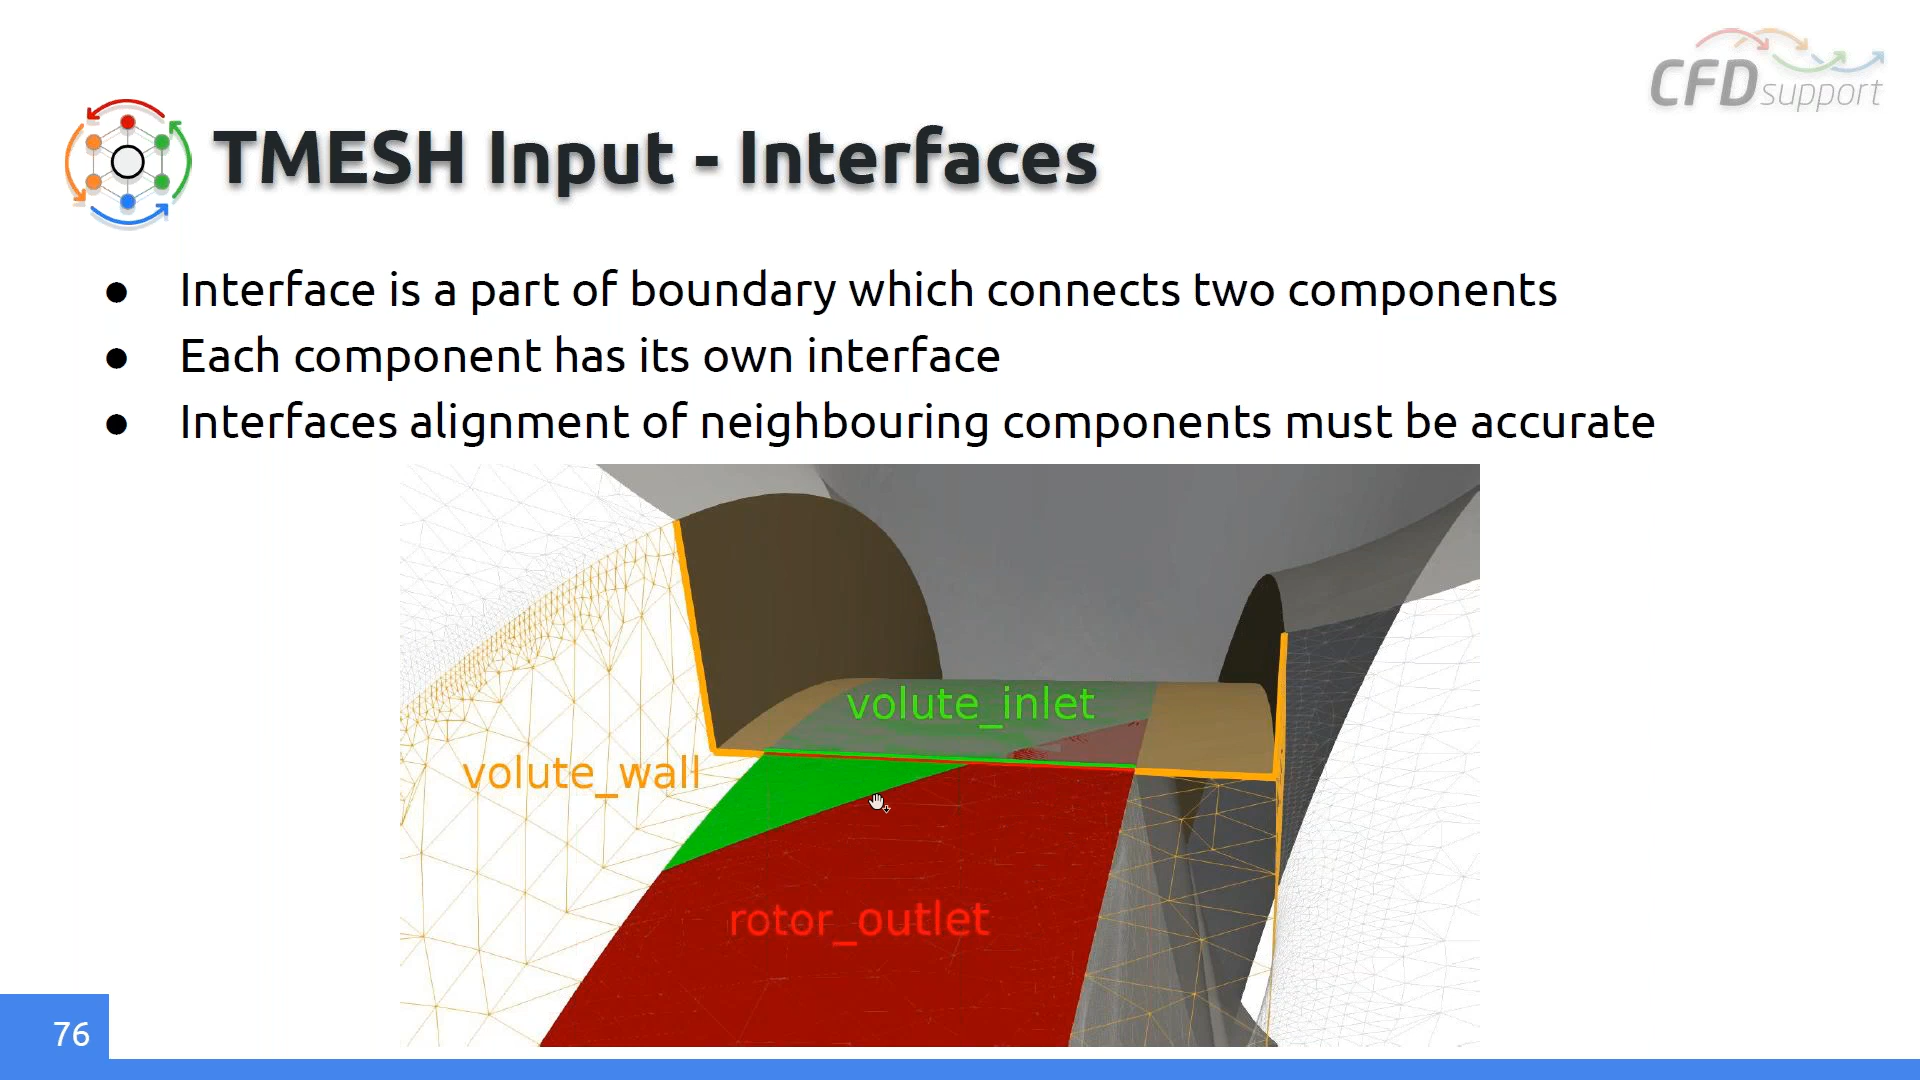 CFDsupport
TMESH Input - Interfaces
● Interface is a part of boundary which connects two components
● Each component has its own interface
● Interfaces alignment of neighbouring components must be accurate
volute_inlet
volute_wall
rotor_outlet
76